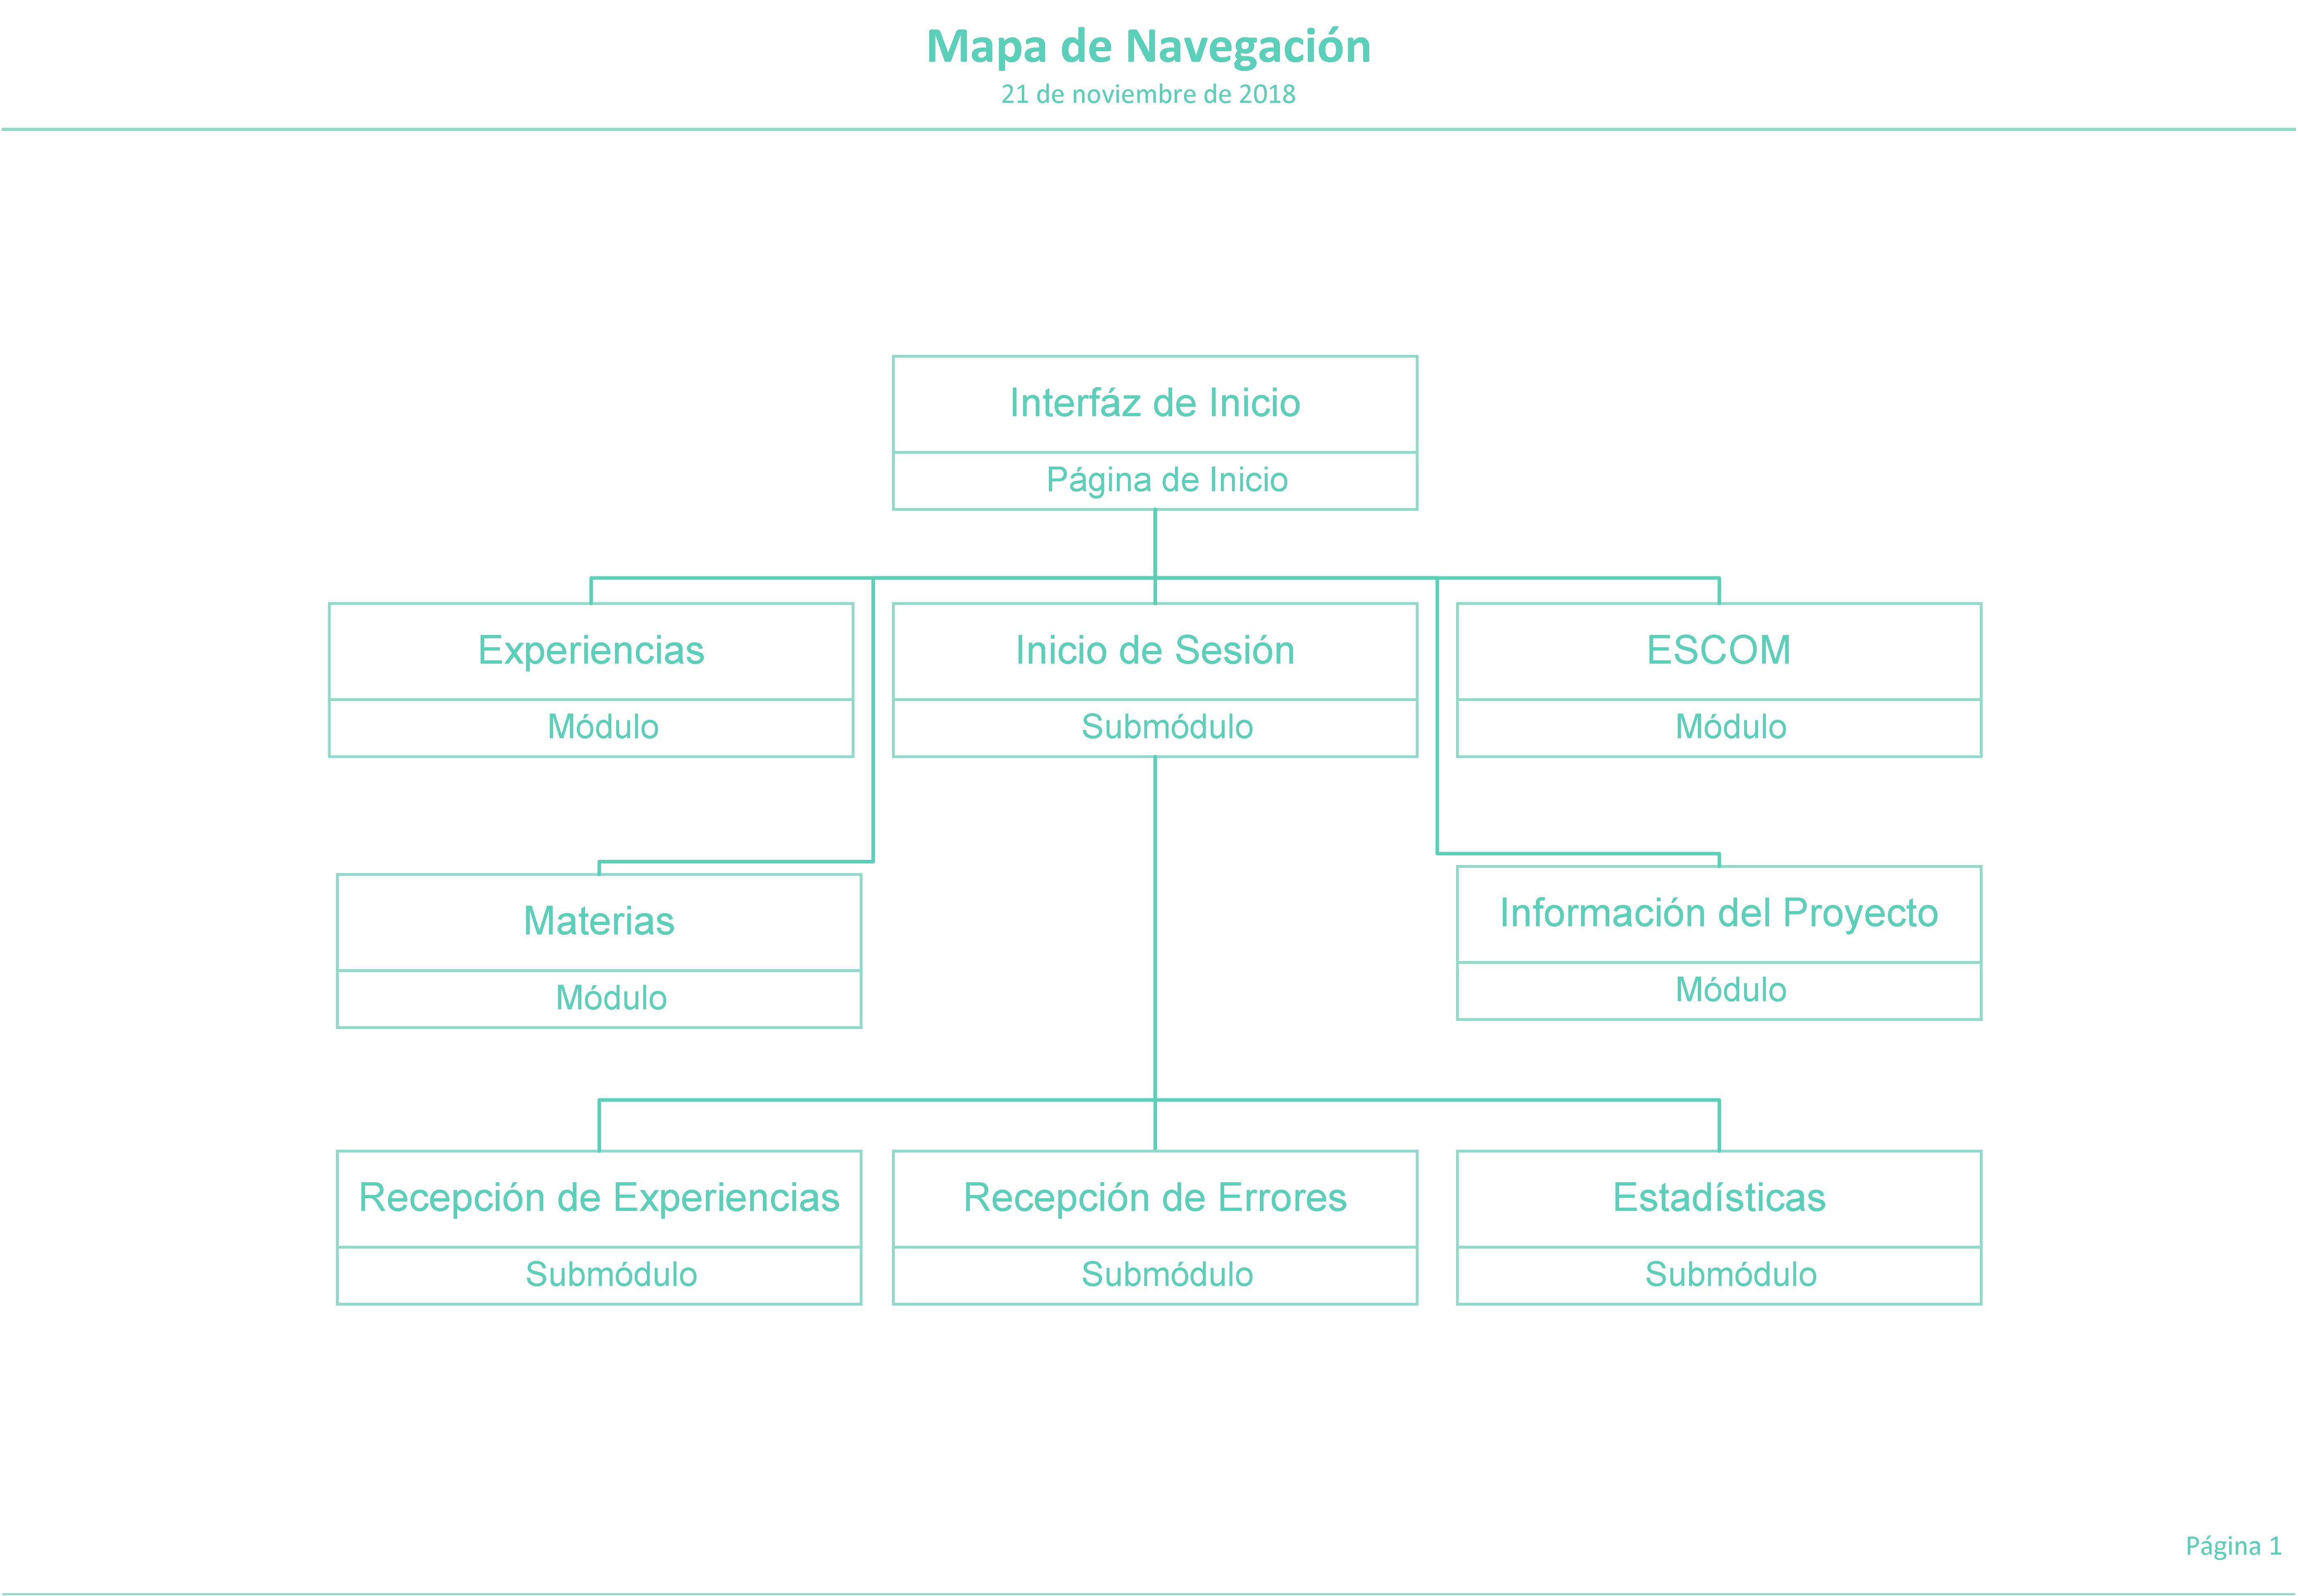 Mapa de Navegación
21 de noviembre de 2018
Interfáz de Inicio
Página de Inicio
Experiencias
Módulo
Inicio de Sesión
Submódulo
ESCOM
Módulo
Materias
Módulo
Información del Proyecto
Módulo
Recepción de Experiencias
Submódulo
Recepción de Errores
Submódulo
Estadísticas
Submódulo
Página 1